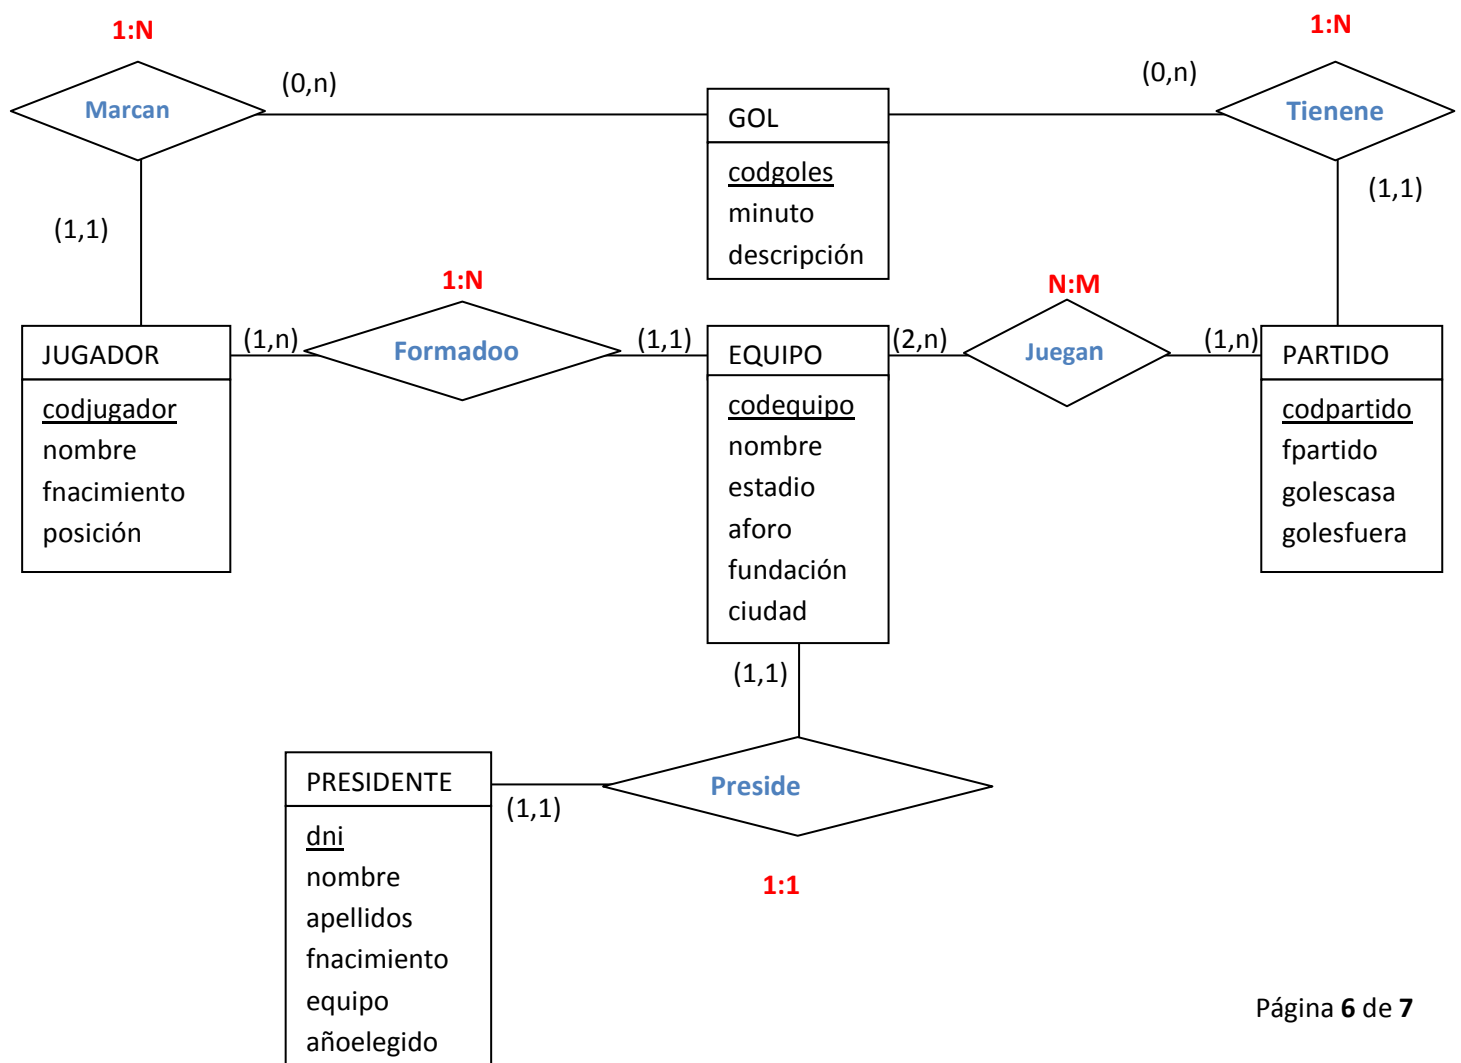 1:N
1:N
(0,n)
(0,n)
Marcan
GOL
Tienene
codgoles
minuto
descripción
(1,1)
(1,1)
1:N
N:M
JUGADOR
(1,n)
Formadoo
(1,1)
EQUIPO
(2,n)
Juegan
(1,n)
PARTIDO
codjugador
nombre
fnacimiento
posición
codequipo
nombre
estadio
aforo
fundación
ciudad
codpartido
fpartido
golescasa
golesfuera
(1,1)
PRESIDENTE
(1,1)
Preside
dni
nombre
apellidos
fnacimiento
equipo
añoelegido
1:1
Página 6 de 7